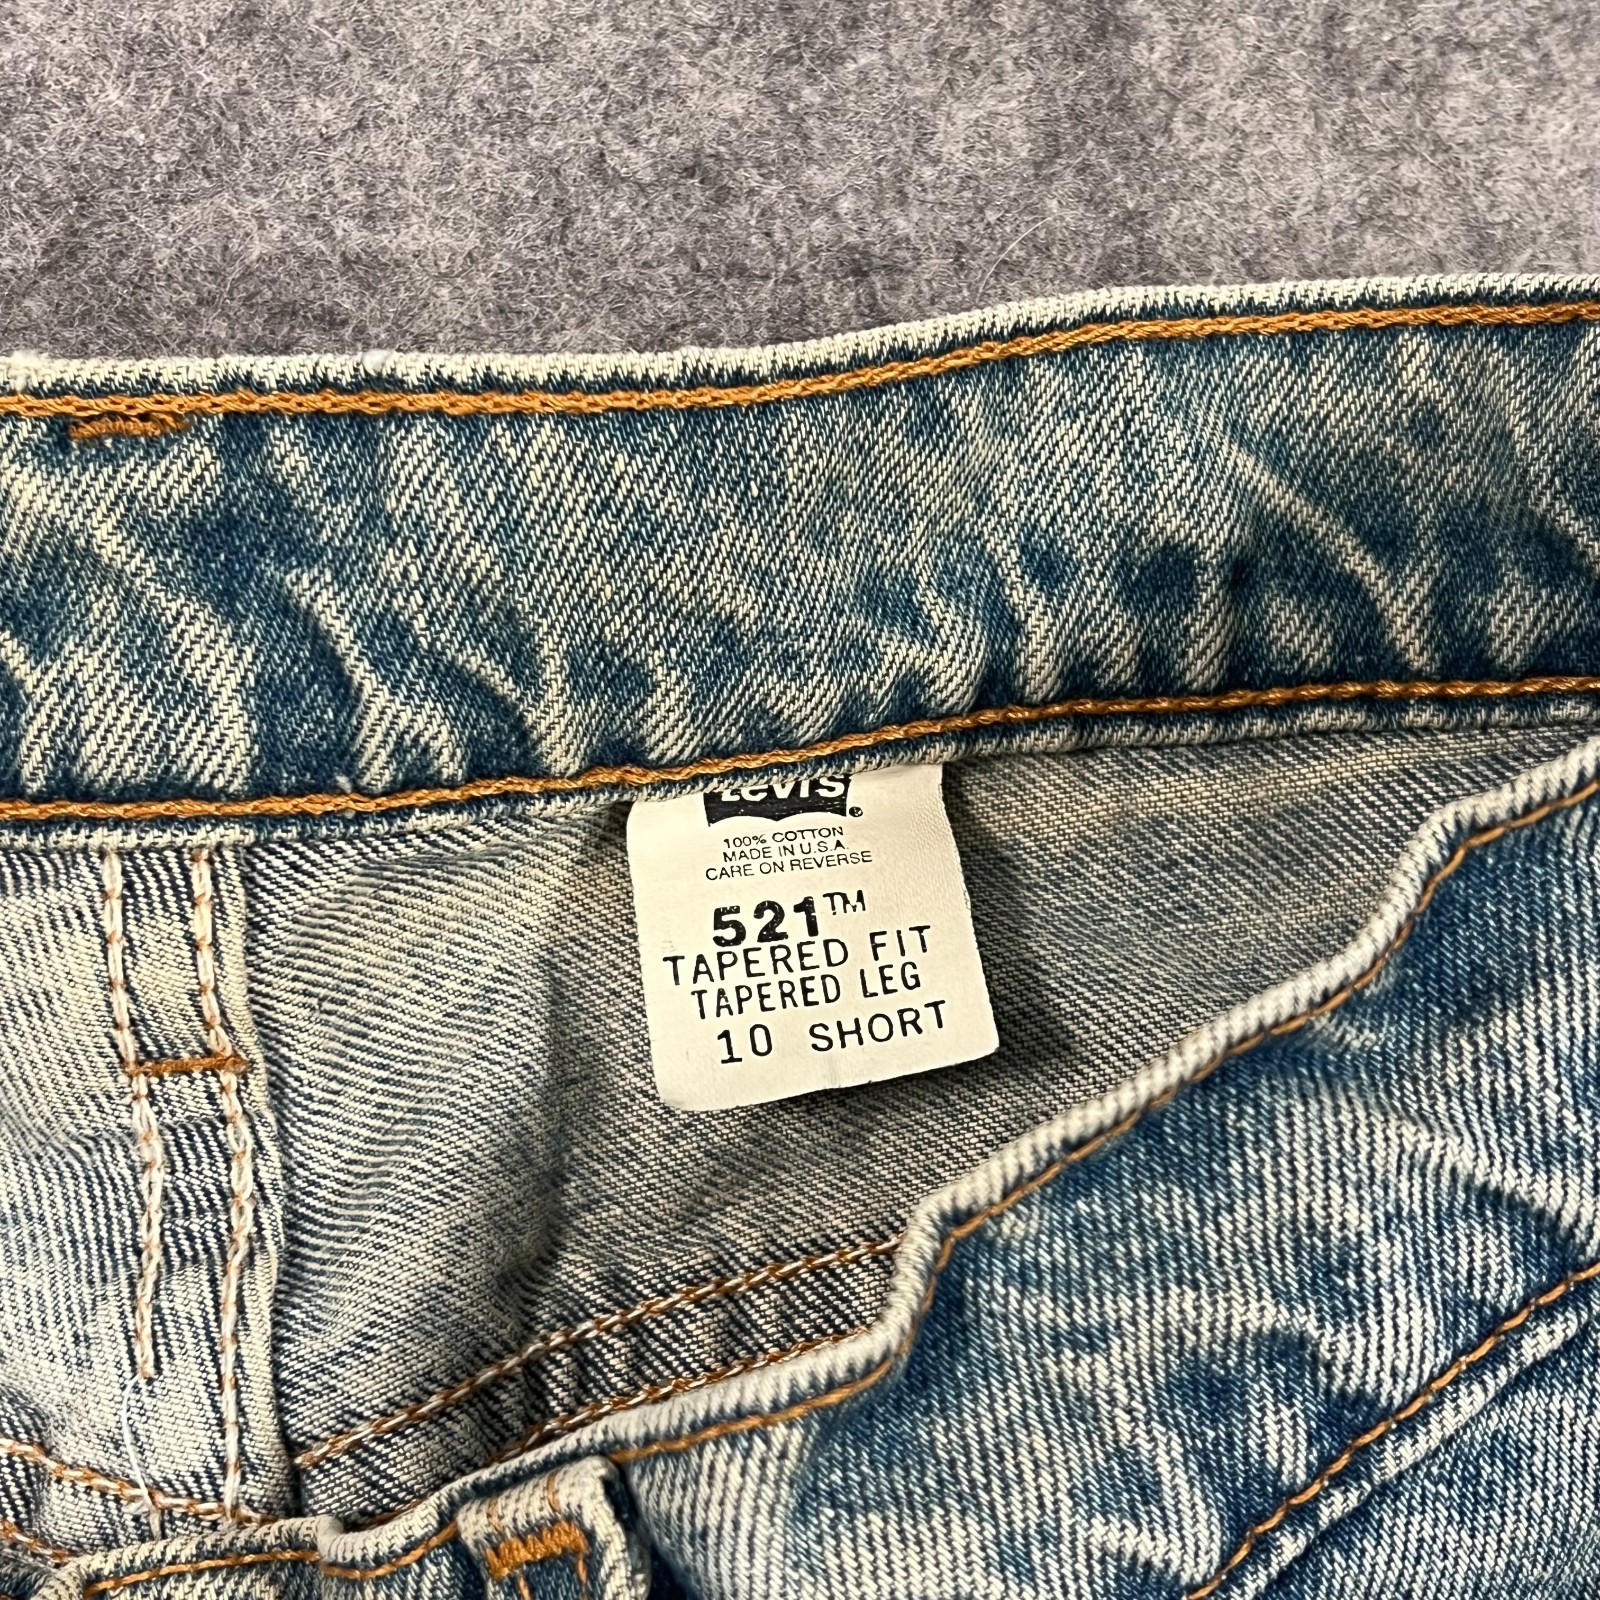 Levi's
®
100% COTTON
MADE IN U.S.A.
CARE ON REVERSE
521™
TAPERED FIT
TAPERED LEG
10 SHORT